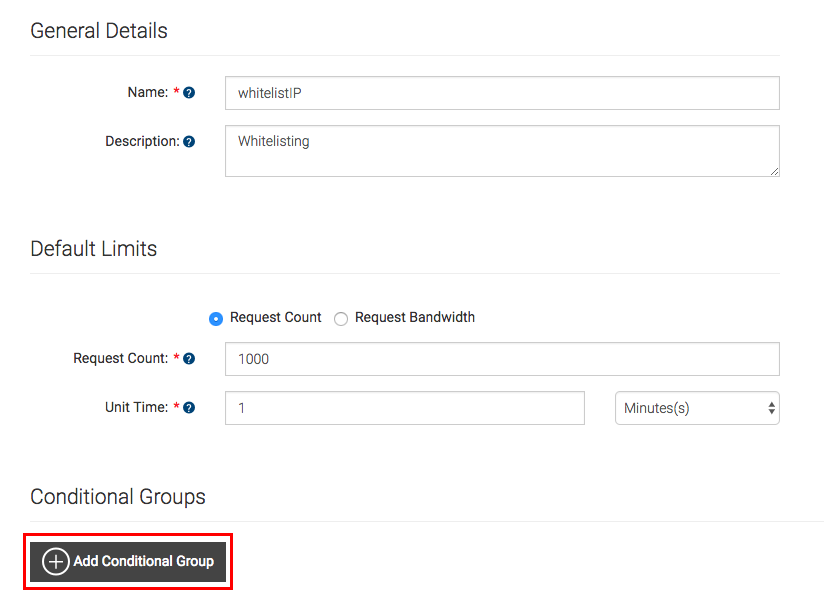 General Details
Name: * ?
whitelistIP
Description: ?
Whitelisting
Default Limits
Request Count Request Bandwidth
Request Count: * ?
1000
Unit Time: * ?
1
Minutes(s)
Conditional Groups
Add Conditional Group